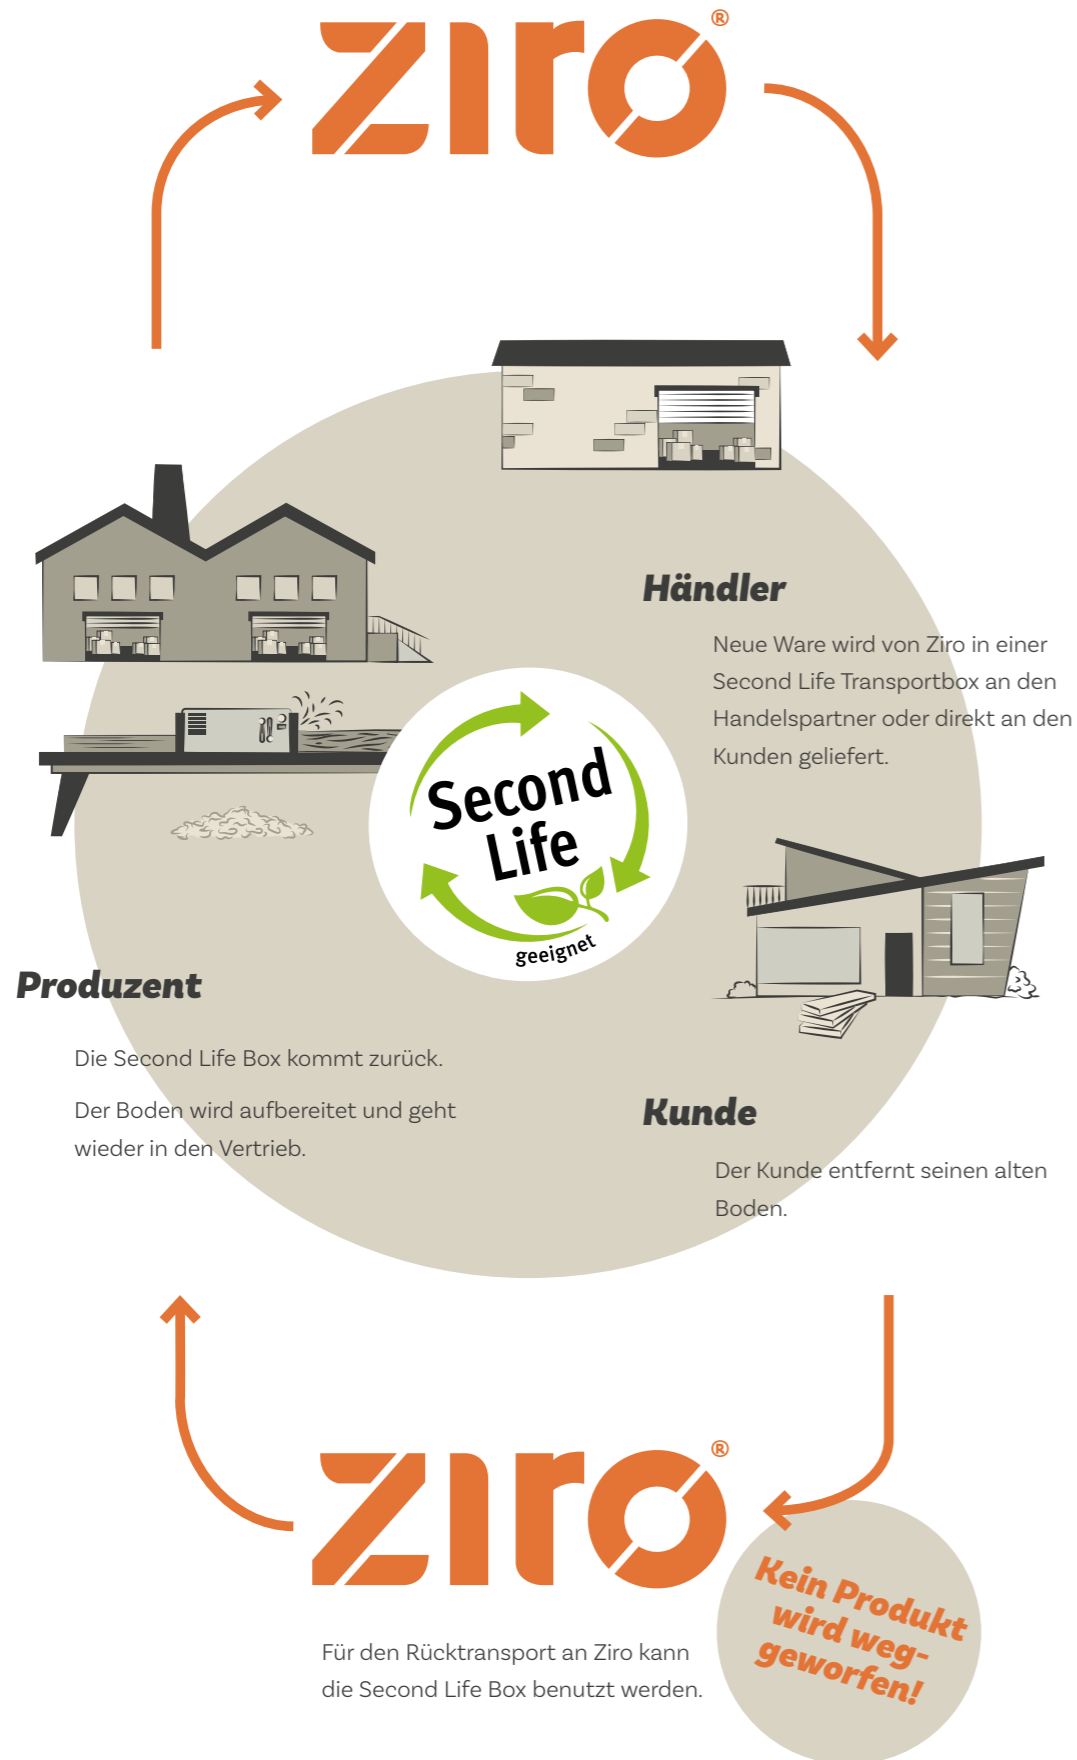 ziro®
Händler
Neue Ware wird von Ziro in einer
Second Life Transportbox an den
Handelspartner oder direkt an den
Kunden geliefert.
Second
Life
geeignet
Produzent
Die Second Life Box kommt zurück.
Der Boden wird aufbereitet und geht
wieder in den Vertrieb.
Kunde
Der Kunde entfernt seinen alten
Boden.
ziro®
Kein Produkt
wird weg-
geworfen!
Für den Rücktransport an Ziro kann
die Second Life Box benutzt werden.